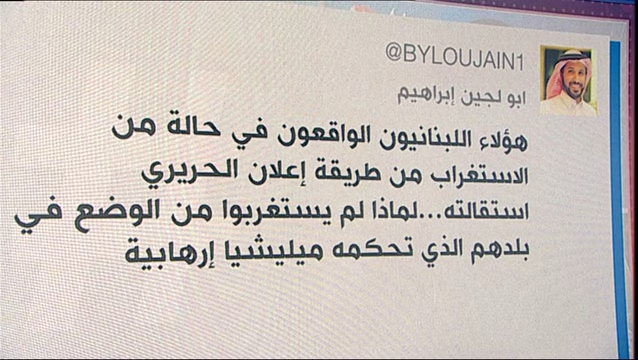 @BYLOUJAIN1
ابو لجين إبراهيم
هؤلاء اللبنانيون الواقعون في حالة من
الاستغراب من طريقة إعلان الحريري
استقالته...لماذا لم يستغربوا من الوضع في
بلدهم الذي تحكمه ميليشيا إرهابية